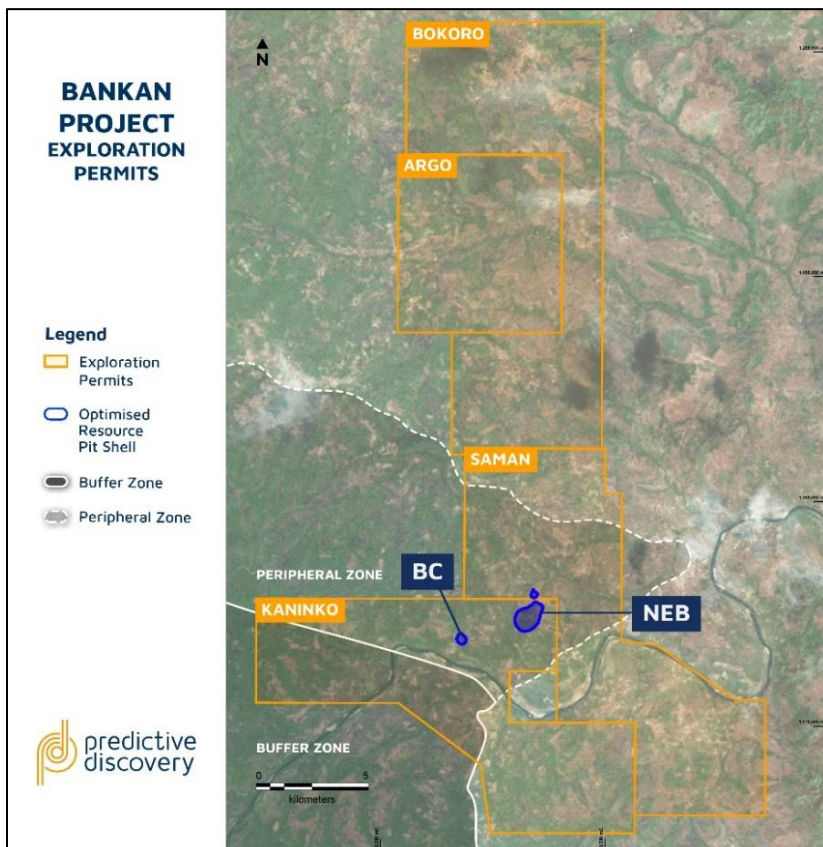 BANKAN
PROJECT
EXPLORATION
PERMITS
N
Legend
Exploration
Permits
Optimised
Resource
Pit Shell
Buffer Zone
Peripheral Zone
predictive
discovery
BOKORO
ARGO
SAMAN
PERIPHERAL ZONE
BC
KANINKO
NEB
BUFFER ZONE
0 5
kilometers